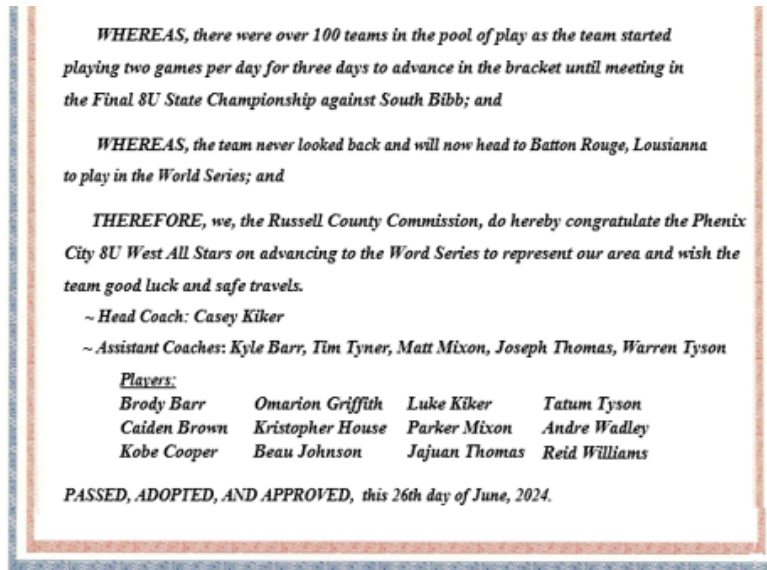 WHEREAS, there were over 100 teams in the pool of play as the team started
playing two games per day for three days to advance in the bracket until meeting in
the Final 8U State Championship against South Bibb; and
WHEREAS, the team never looked back and will now head to Batton Rouge, Lousianna
to play in the World Series; and
THEREFORE, we, the Russell County Commission, do hereby congratulate the Phenix
City 8U West All Stars on advancing to the Word Series to represent our area and wish the
team good luck and safe travels.
~ Head Coach: Casey Kiker
~ Assistant Coaches: Kyle Barr, Tim Tyner, Matt Mixon, Joseph Thomas, Warren Tyson
Players:
Brody Barr Omarion Griffith Luke Kiker Tatum Tyson
Caiden Brown Kristopher House Parker Mixon Andre Wadley
Kobe Cooper Beau Johnson Jajuan Thomas Reid Williams
PASSED, ADOPTED, AND APPROVED, this 26th day of June, 2024.